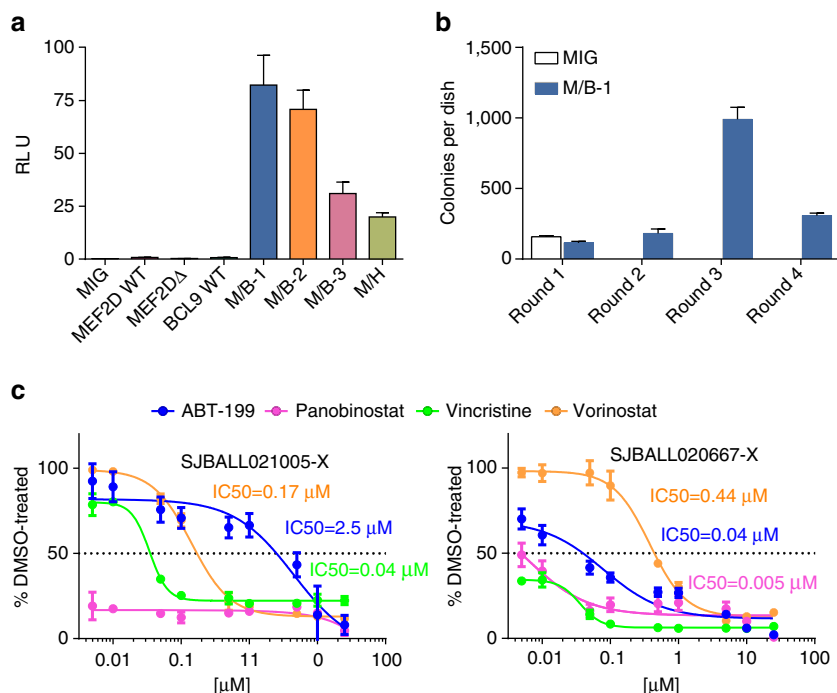 a
100
75
50
25
0
RL U
MIG
MEF2D WT
MEF2DΔ
BCL9 WT
M/B-1
M/B-2
M/B-3
M/H
b
1,500
1,000
500
0
Colonies per dish
MIG
M/B-1
Round 1
Round 2
Round 3
Round 4
c
ABT-199 Panobinostat Vincristine Vorinostat
SJBALL021005-X
100
50
0
% DMSO-treated
IC50=0.17 μM
IC50=2.5 μM
IC50=0.04 μM
0.01 0.1 11 0 100
[μM]
SJBALL020667-X
100
50
0
% DMSO-treated
IC50=0.44 μM
IC50=0.04 μM
IC50=0.005 μM
0.01 0.1 1 10 100
[μM]